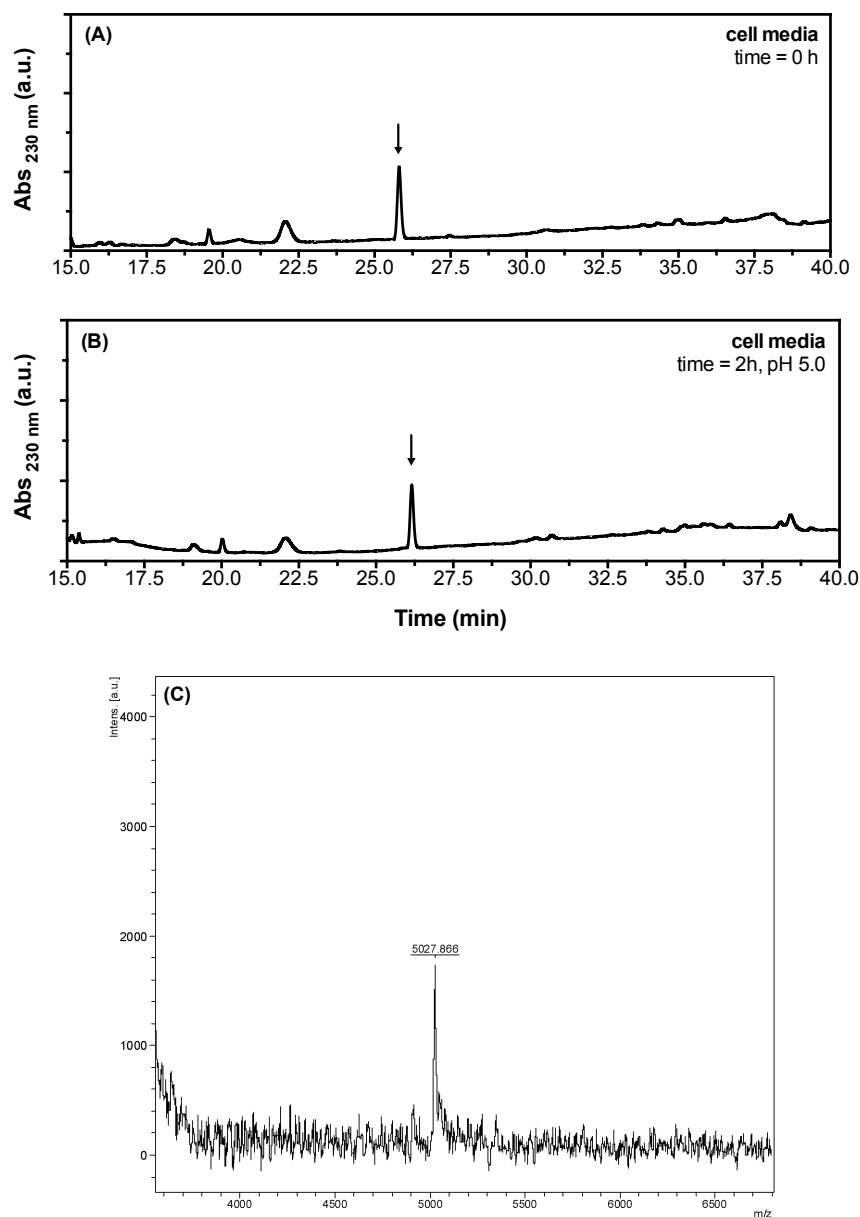 (A)
cell media
time = 0 h
Abs 230 nm (a.u.)
15.0 17.5 20.0 22.5 25.0 27.5 30.0 32.5 35.0 37.5 40.0
(B)
cell media
time = 2h, pH 5.0
Abs 230 nm (a.u.)
15.0 17.5 20.0 22.5 25.0 27.5 30.0 32.5 35.0 37.5 40.0
Time (min)
(C)
Intens. [a.u.]
4000
3000
2000
1000
0
5027.866
4000 4500 5000 5500 6000 6500
m/z